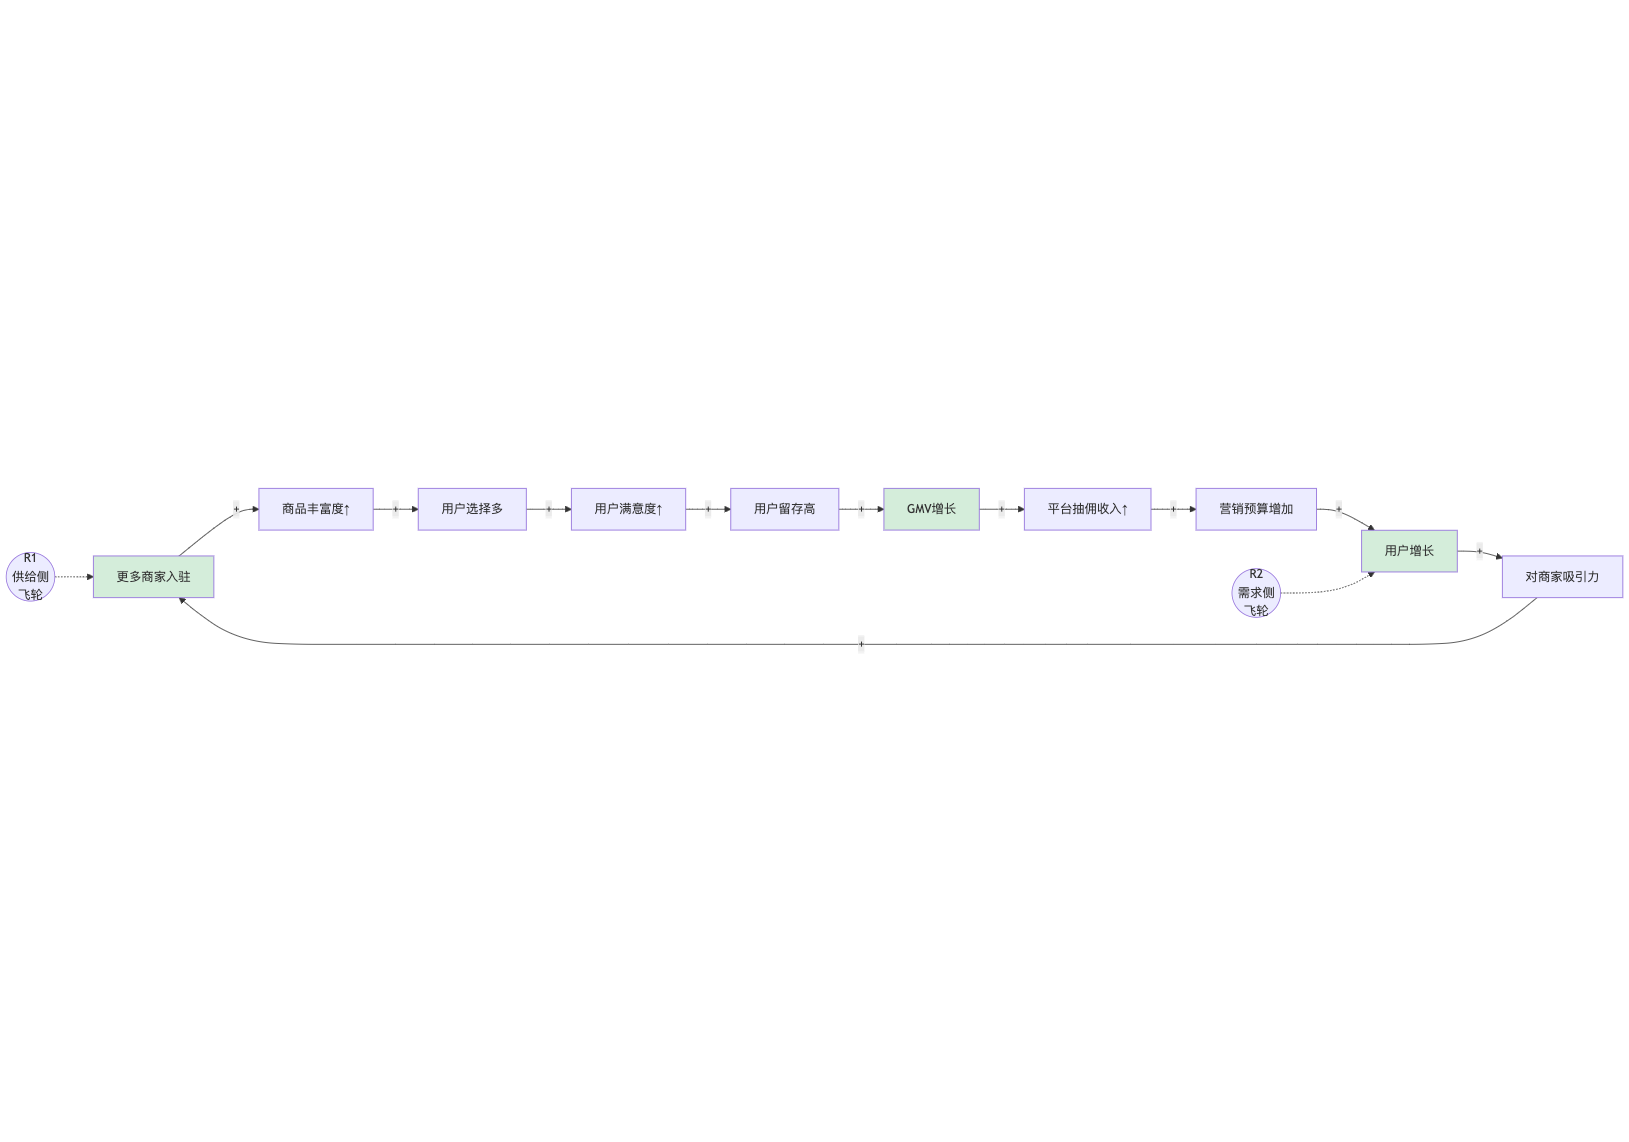 R1
供给侧
飞轮
更多商家入驻
+
商品丰富度↑
+
用户选择多
+
用户满意度↑
+
用户留存高
+
GMV增长
+
平台抽佣收入↑
+
营销预算增加
+
用户增长
+
对商家吸引力
R2
需求侧
飞轮
+